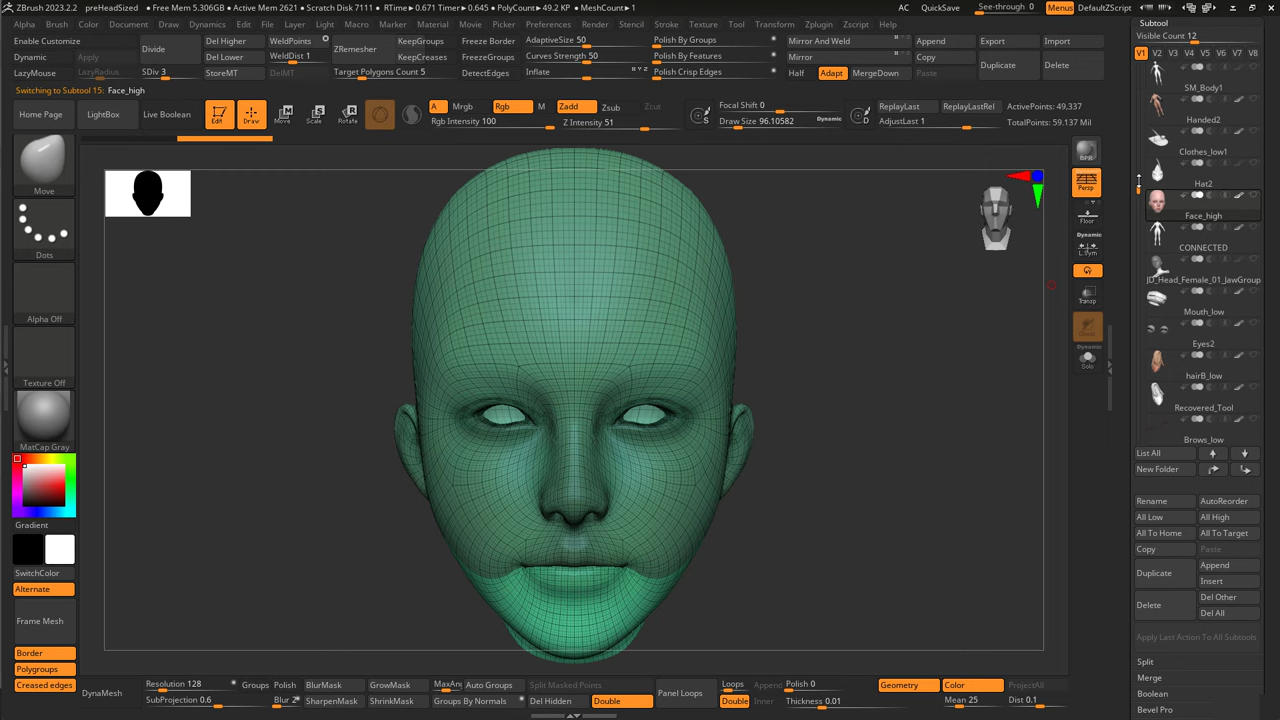 ZBrush 2023.2.2 preHeadSized • Free Mem 5.306GB • Active Mem 2621 • Scratch Disk 7111 • RTime▸0.671 Timer▸0.645 • PolyCount▸49.2 KP • MeshCount▸1 AC QuickSave See-through 0 Menus DefaultZScript
Alpha Brush Color Document Draw Dynamics Edit File Layer Light Macro Marker Material Movie Picker Preferences Render Stencil Stroke Texture Tool Transform Zplugin Zscript Help
Enable Customize
Dynamic Apply
LazyMouse LazyRadius
Divide
SDiv 3
Del Higher
Del Lower
StoreMT
WeldPoints
WeldDist 1
DelMT
ZRemesher
Target Polygons Count 5
KeepGroups
KeepCreases
Freeze Border
FreezeGroups
DetectEdges
AdaptiveSize 50
Curves Strength 50
Inflate X Y Z
Polish By Groups
Polish By Features
Polish Crisp Edges
Mirror And Weld
Mirror
Half Adapt MergeDown
Append
Copy
Paste
Export
Duplicate
Import
Delete
Switching to Subtool 15: Face_high
Home Page
LightBox
Live Boolean
Edit
Draw
Move
Scale
Rotate
A Mrgb Rgb M Zadd Zsub Zcut
Rgb Intensity 100
Z Intensity 51
S
Focal Shift 0
Draw Size 96.10582
Dynamic
D
ReplayLast ReplayLastRel
AdjustLast 1
ActivePoints: 49,337
TotalPoints: 59.137 Mil
Move
Dots
Alpha Off
Texture Off
MatCap Gray
Gradient
SwitchColor
Alternate
Frame Mesh
Border
Polygroups
Creased edges
BPR
Persp
Floor
Dynamic
L.Sym
Transp
Ghost
Dynamic
Solo
Subtool
Visible Count 12
V1 V2 V3 V4 V5 V6 V7 V8
SM_Body1
Handed2
Clothes_low1
Hat2
Face_high
CONNECTED
JD_Head_Female_01_JawGroup
Mouth_low
Eyes2
hairB_low
Recovered_Tool
Brows_low
List All
New Folder
Rename AutoReorder
All Low All High
All To Home All To Target
Copy Paste
Duplicate
Append
Insert
Delete
Del Other
Del All
Apply Last Action To All Subtools
Split
Merge
Boolean
Bevel Pro
DynaMesh
Resolution 128
SubProjection 0.6
Groups Polish
Blur 2
BlurMask
SharpenMask
GrowMask
ShrinkMask
MaxAn Auto Groups
Groups By Normals
Split Masked Points
Del Hidden Double
Panel Loops
Loops Append
Double Inner
Polish 0
Thickness 0.01
Geometry Color ProjectAll
Mean 25 Dist 0.1